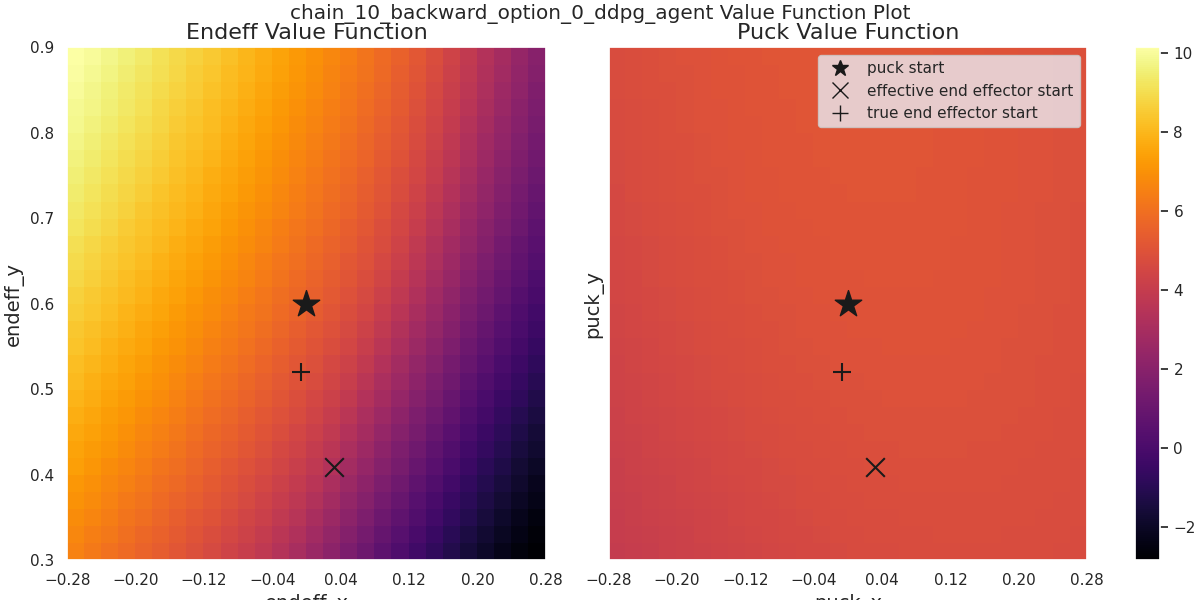 chain_10_backward_option_0_ddpg_agent Value Function Plot
Endeff Value Function
Puck Value Function
puck start
effective end effector start
true end effector start
endeff_y
0.9
0.8
0.7
0.6
0.5
0.4
0.3
−0.28 −0.20 −0.12 −0.04 0.04 0.12 0.20 0.28
endeff_x
puck_y
−0.28 −0.20 −0.12 −0.04 0.04 0.12 0.20 0.28
puck_x
10
8
6
4
2
0
−2